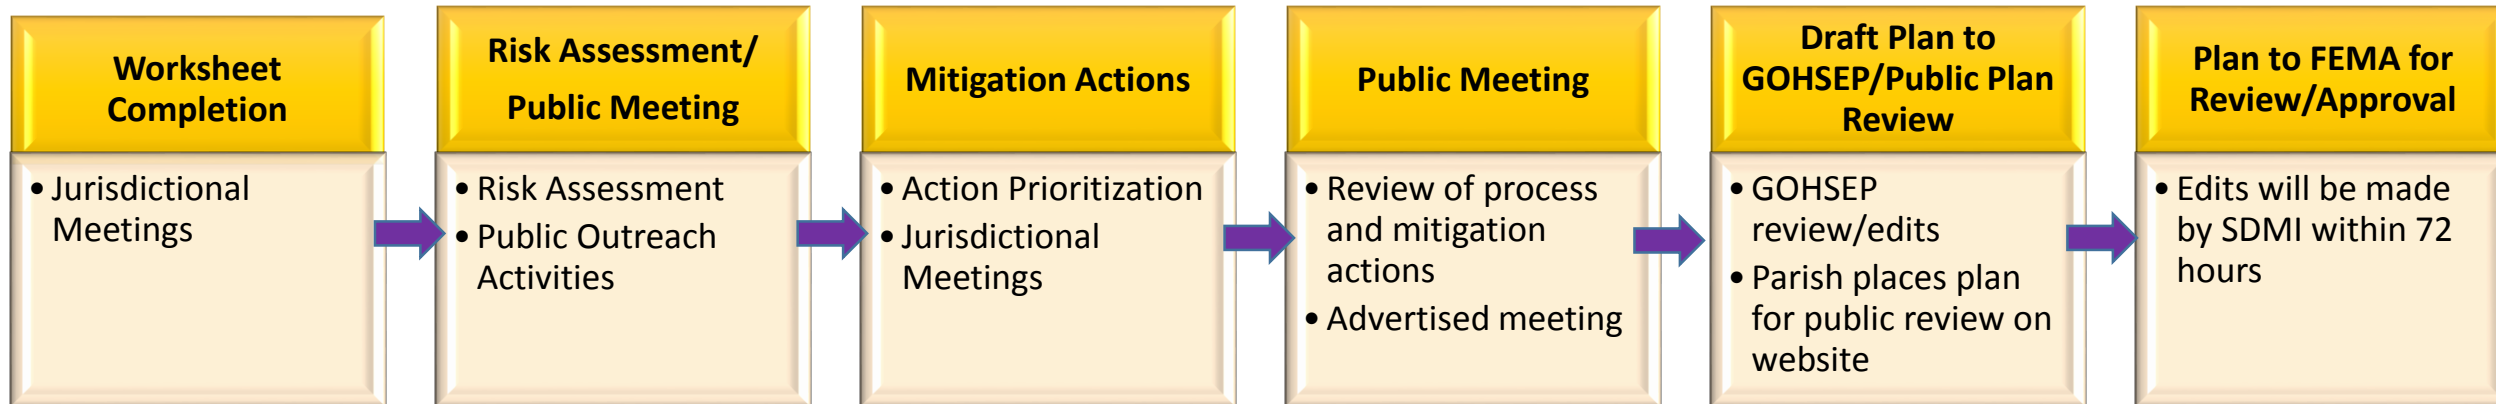 Worksheet
Completion
• Jurisdictional
Meetings
Risk Assessment/
Public Meeting
• Risk Assessment
• Public Outreach
Activities
Mitigation Actions
• Action Prioritization
• Jurisdictional
Meetings
Public Meeting
• Review of process
and mitigation
actions
• Advertised meeting
Draft Plan to
GOHSEP/Public Plan
Review
• GOHSEP
review/edits
• Parish places plan
for public review on
website
Plan to FEMA for
Review/Approval
• Edits will be made
by SDMI within 72
hours